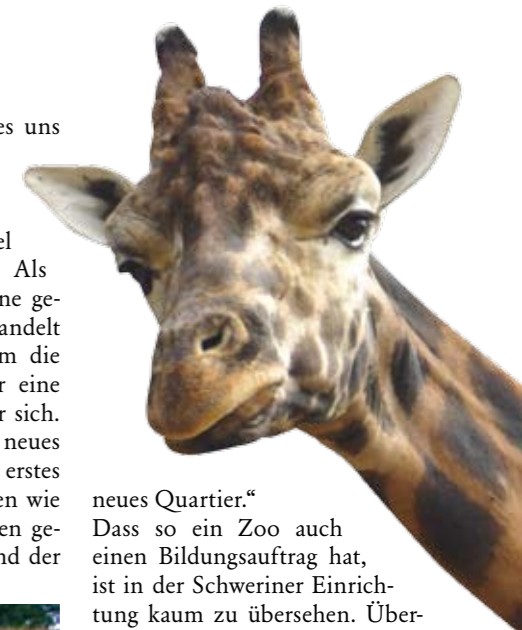 es uns
el
Als
ne ge-
andelt
m die
r eine
r sich.
neues
erstes
en wie
en ge-
nd der
neues Quartier.“
Dass so ein Zoo auch
einen Bildungsauftrag hat,
ist in der Schweriner Einrich-
tung kaum zu übersehen. Über-